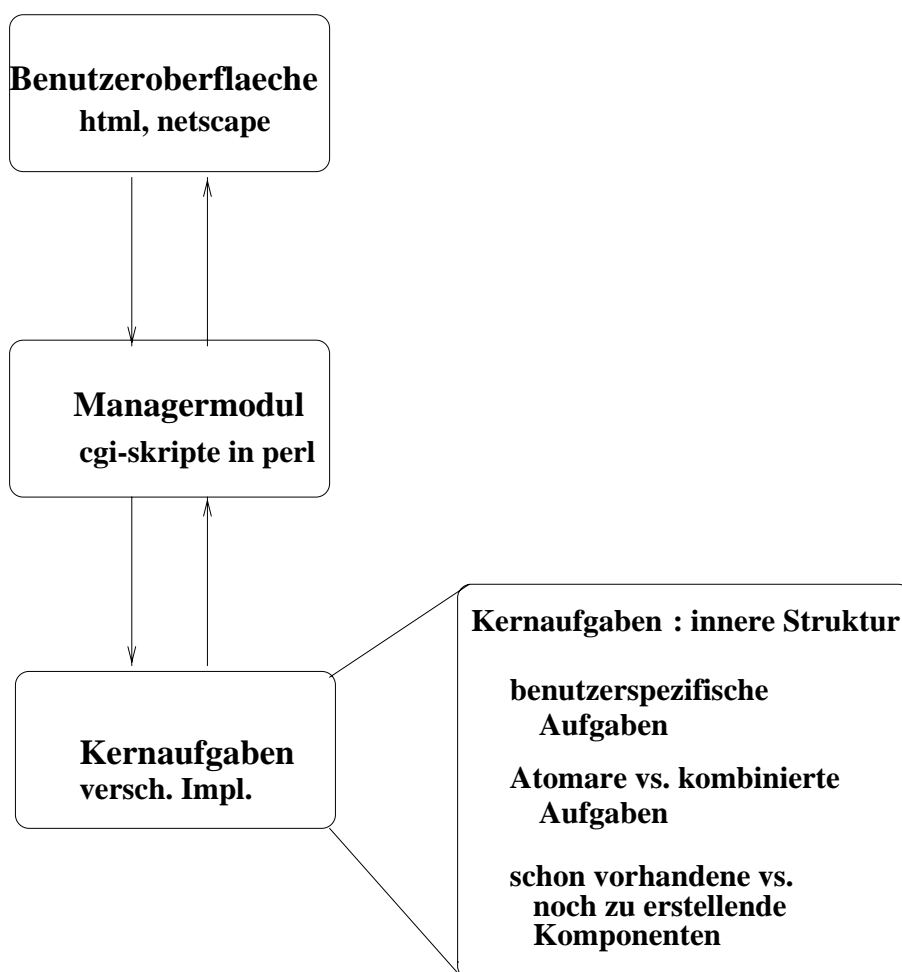 Benutzeroberflaeche
html, netscape
Managermodul
cgi-skripte in perl
Kernaufgaben
versch. Impl.
Kernaufgaben : innere Struktur
benutzerspezifische
Aufgaben
Atomare vs. kombinierte
Aufgaben
schon vorhandene vs.
noch zu erstellende
Komponenten